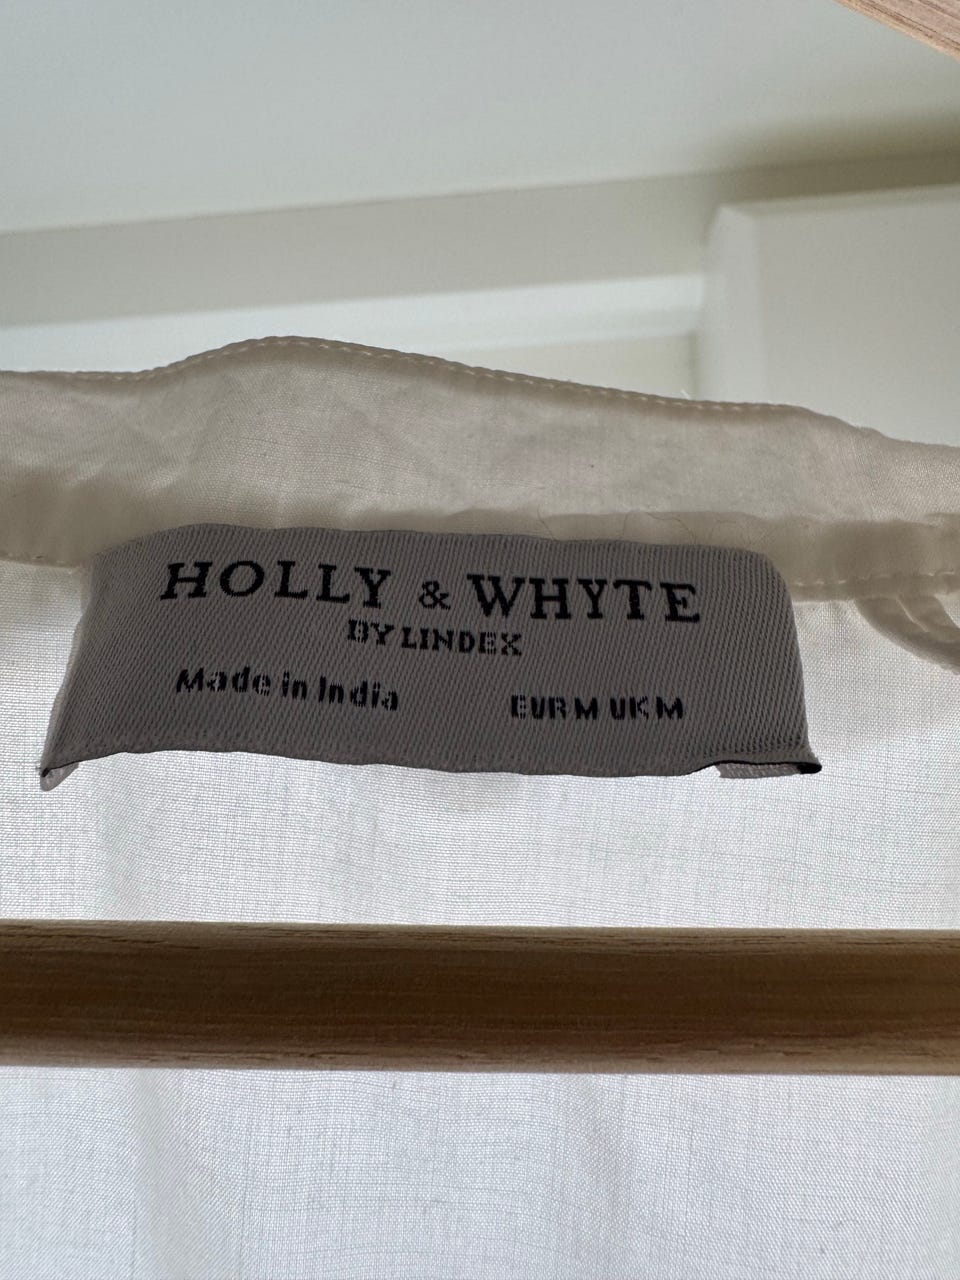 HOLLY & WHYTE
BY LINDEX
Made in India EUR M UK M